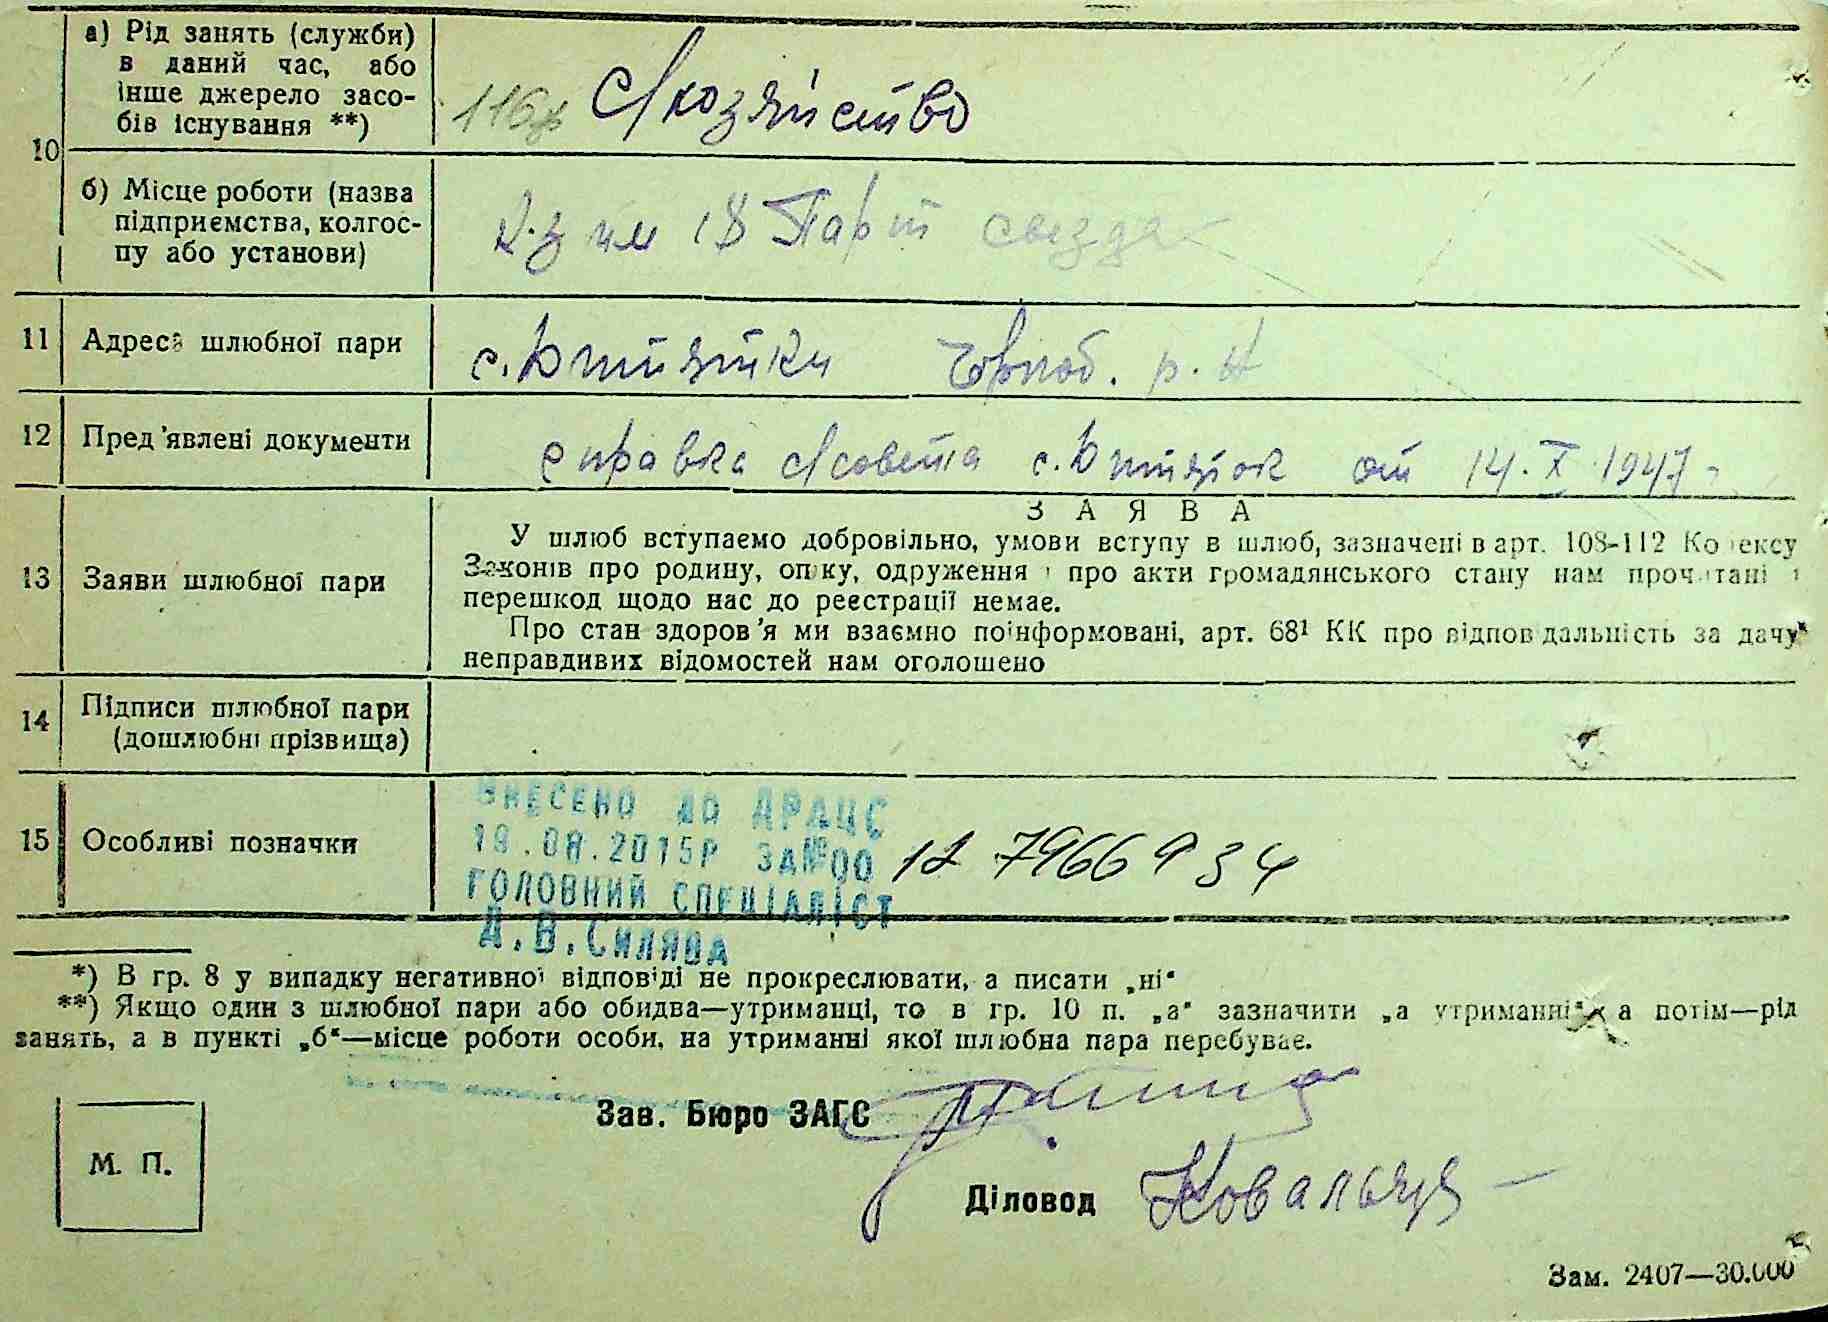 10
а) Рід занять (служби)
в даний час, або
інше джерело засо-
бів існування **)
С/хозяйство
б) Місце роботи (назва
підприємства, колгос-
пу або установи)
К-з им 18 Парт сьезда
11 Адреса шлюбної пари
с. Ютияйки р. н
12 Пред'явлені документи
справка с/совета от 14.X.1947
13 Заяви шлюбної пари
ЗАЯВА
У шлюб вступаємо добровільно, умови вступу в шлюб, зазначені в арт. 108-112 Кодексу
Законів про родину, опіку, одруження і про акти громадянського стану нам прочитані і
перешкод щодо нас до реєстрації немає.
Про стан здоров'я ми взаємно поінформовані, арт. 68¹ КК про відповідальність за дачу
неправдивих відомостей нам оголошено
14 Підписи шлюбної пари
(дошлюбні прізвища)
15 Особливі позначки
ВНЕСЕНО ДО ДРАЦС
19.08.2015Р ЗА№00 12 7966934
ГОЛОВНИЙ СПЕЦІАЛІСТ
Д.В.Силява
*) В гр. 8 у випадку негативної відповіді не прокреслювати, а писати „ні“
**) Якщо один з шлюбної пари або обидва—утриманці, то в гр. 10 п. „а“ зазначити „а утриманні“, а потім—рід
занять, а в пункті „б“—місце роботи особи, на утриманні якої шлюбна пара перебуває.
Зав. Бюро ЗАГС
М. П.
Діловод
Зам. 2407—30.000